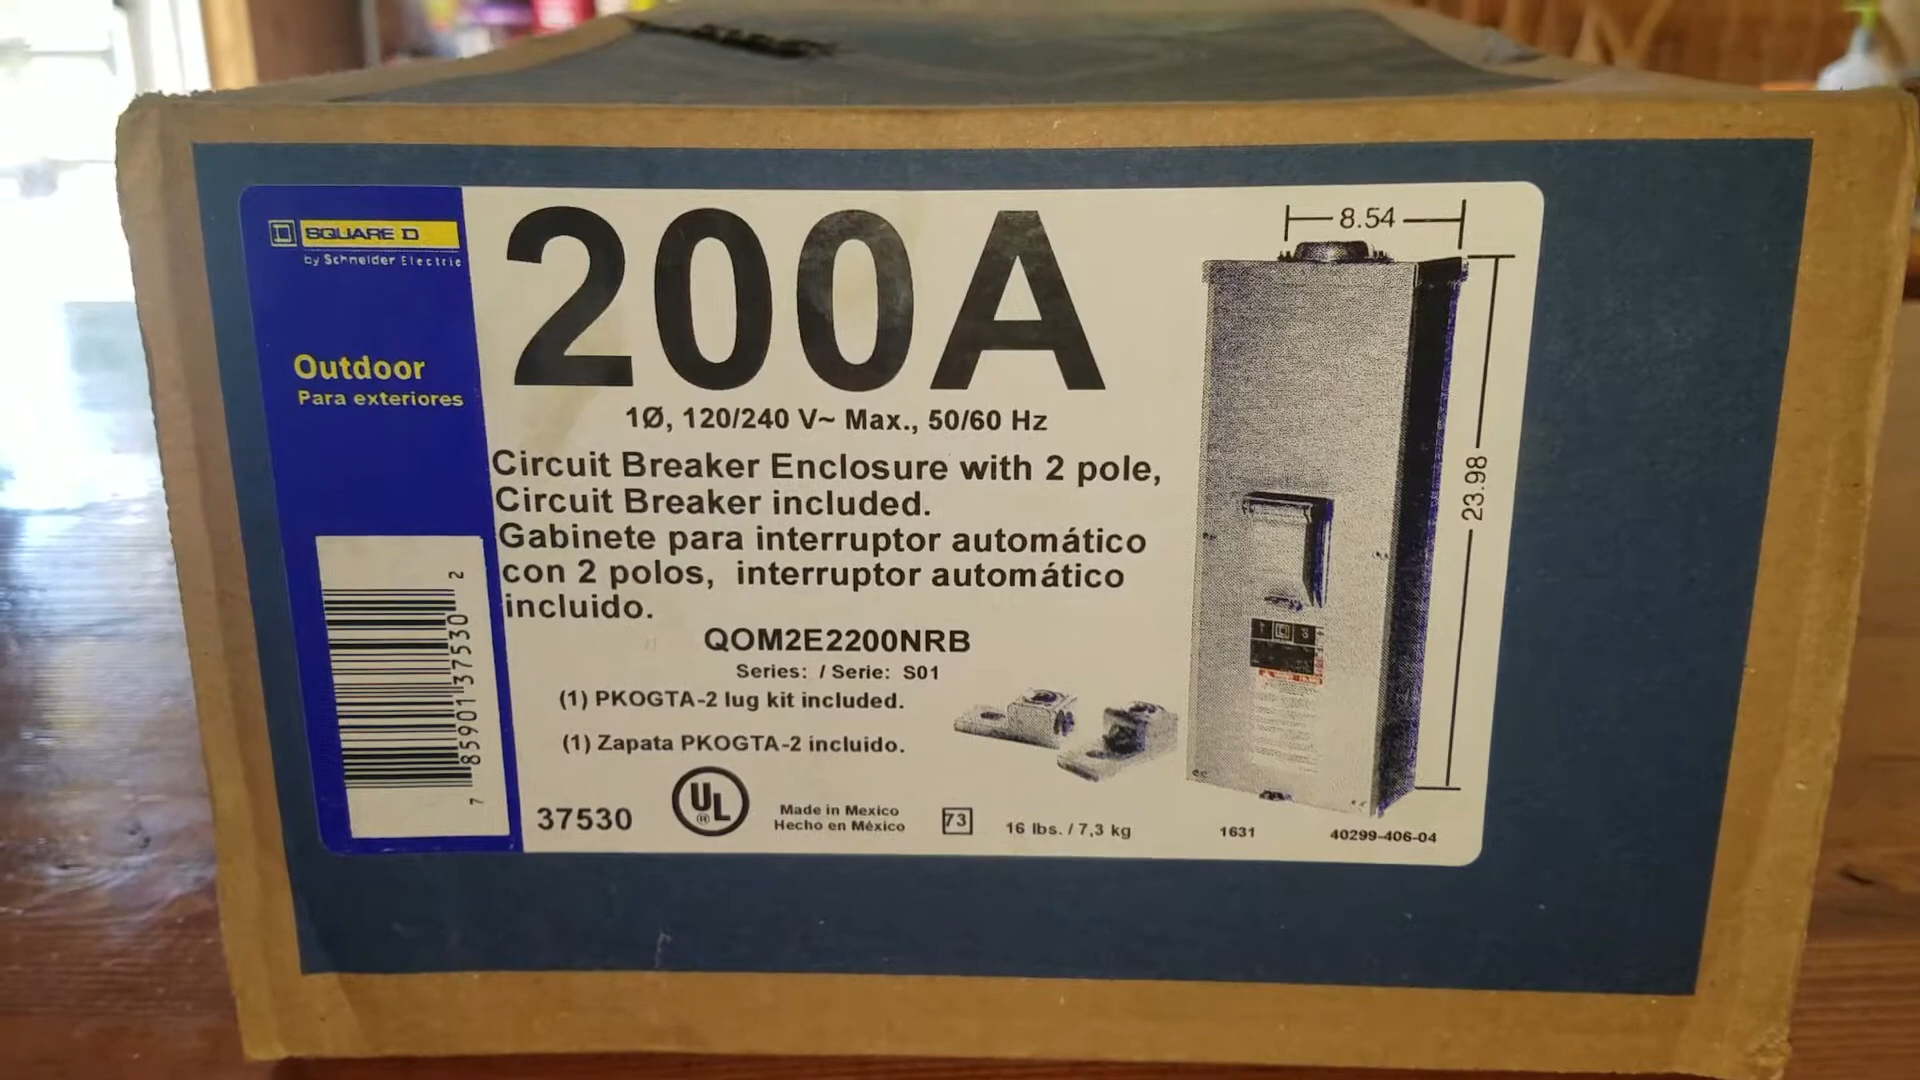 SQUARE D
by Schneider Electric
Outdoor
Para exteriores
7 85901 37530 2
200A
1Ø, 120/240 V~ Max., 50/60 Hz
Circuit Breaker Enclosure with 2 pole,
Circuit Breaker included.
Gabinete para interruptor automático
con 2 polos, interruptor automático
incluido.
QOM2E2200NRB
Series: / Serie: S01
(1) PKOGTA-2 lug kit included.
(1) Zapata PKOGTA-2 incluido.
37530
UL
®
Made in Mexico
Hecho en México
73
16 lbs. / 7,3 kg
1631
40299-406-04
8.54
23.98